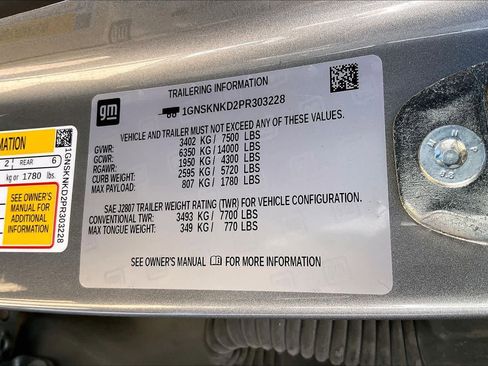 TRAILERING INFORMATION
gm
1GNSKNKD2PR303228
VEHICLE AND TRAILER MUST NOT EXCEED ANY OF THESE VALUES.
GVWR: 3402 KG / 7500 LBS
GCWR: 6350 KG / 14000 LBS
RGAWR: 1950 KG / 4300 LBS
CURB WEIGHT: 2595 KG / 5720 LBS
MAX PAYLOAD: 807 KG / 1780 LBS
SAE J2807 TRAILER WEIGHT RATING (TWR) FOR VEHICLE CONFIGURATION.
CONVENTIONAL TWR: 3493 KG / 7700 LBS
MAX TONGUE WEIGHT: 349 KG / 770 LBS
SEE OWNER'S MANUAL FOR MORE INFORMATION
MATION
2 REAR 6
kg or 1780 lbs.
SEE OWNER'S
MANUAL FOR
ADDITIONAL
INFORMATION
1GNSKNKD2PR303228